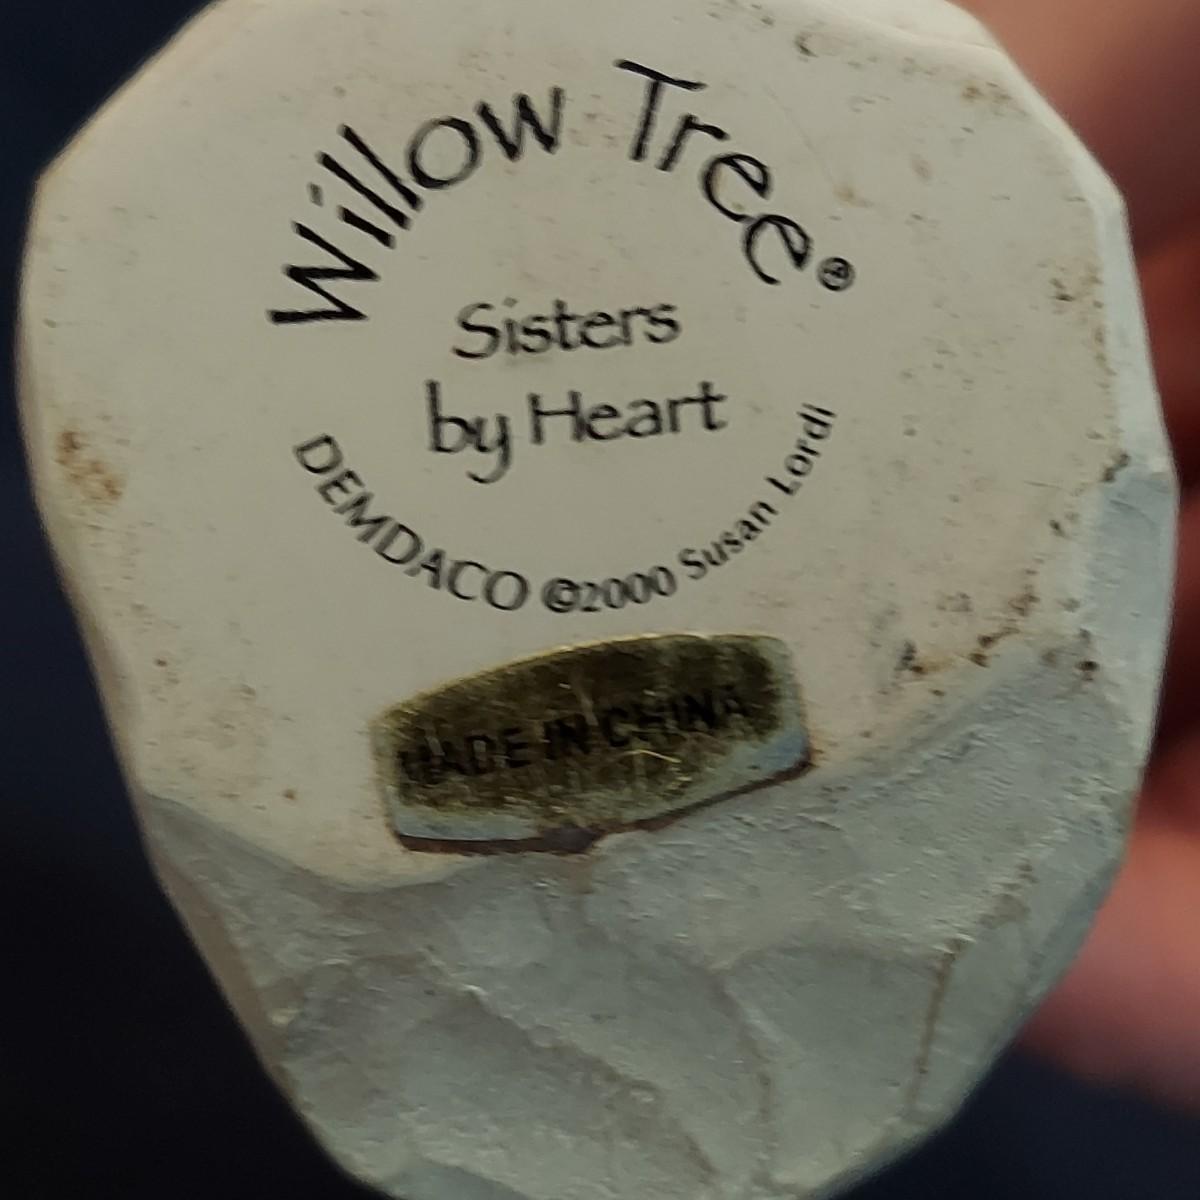 Willow Tree®
Sisters
by Heart
DEMDACO ©2000 Susan Lordi
MADE IN CHINA